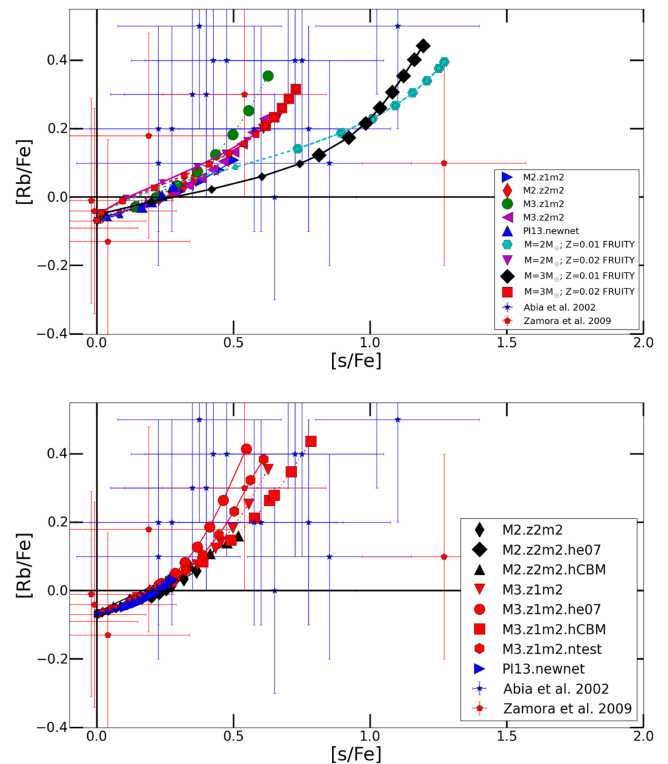 0.4
0.2
0.0
−0.2
−0.4
[Rb/Fe]
M2.z1m2
M2.z2m2
M3.z1m2
M3.z2m2
PI13.newnet
M=2M⊙; Z=0.01 FRUITY
M=2M⊙; Z=0.02 FRUITY
M=3M⊙; Z=0.01 FRUITY
M=3M⊙; Z=0.02 FRUITY
Abia et al. 2002
Zamora et al. 2009
0.0 0.5 1.0 1.5 2.0
[s/Fe]
0.4
0.2
0.0
−0.2
−0.4
[Rb/Fe]
M2.z2m2
M2.z2m2.he07
M2.z2m2.hCBM
M3.z1m2
M3.z1m2.he07
M3.z1m2.hCBM
M3.z1m2.ntest
PI13.newnet
Abia et al. 2002
Zamora et al. 2009
0.0 0.5 1.0 1.5 2.0
[s/Fe]